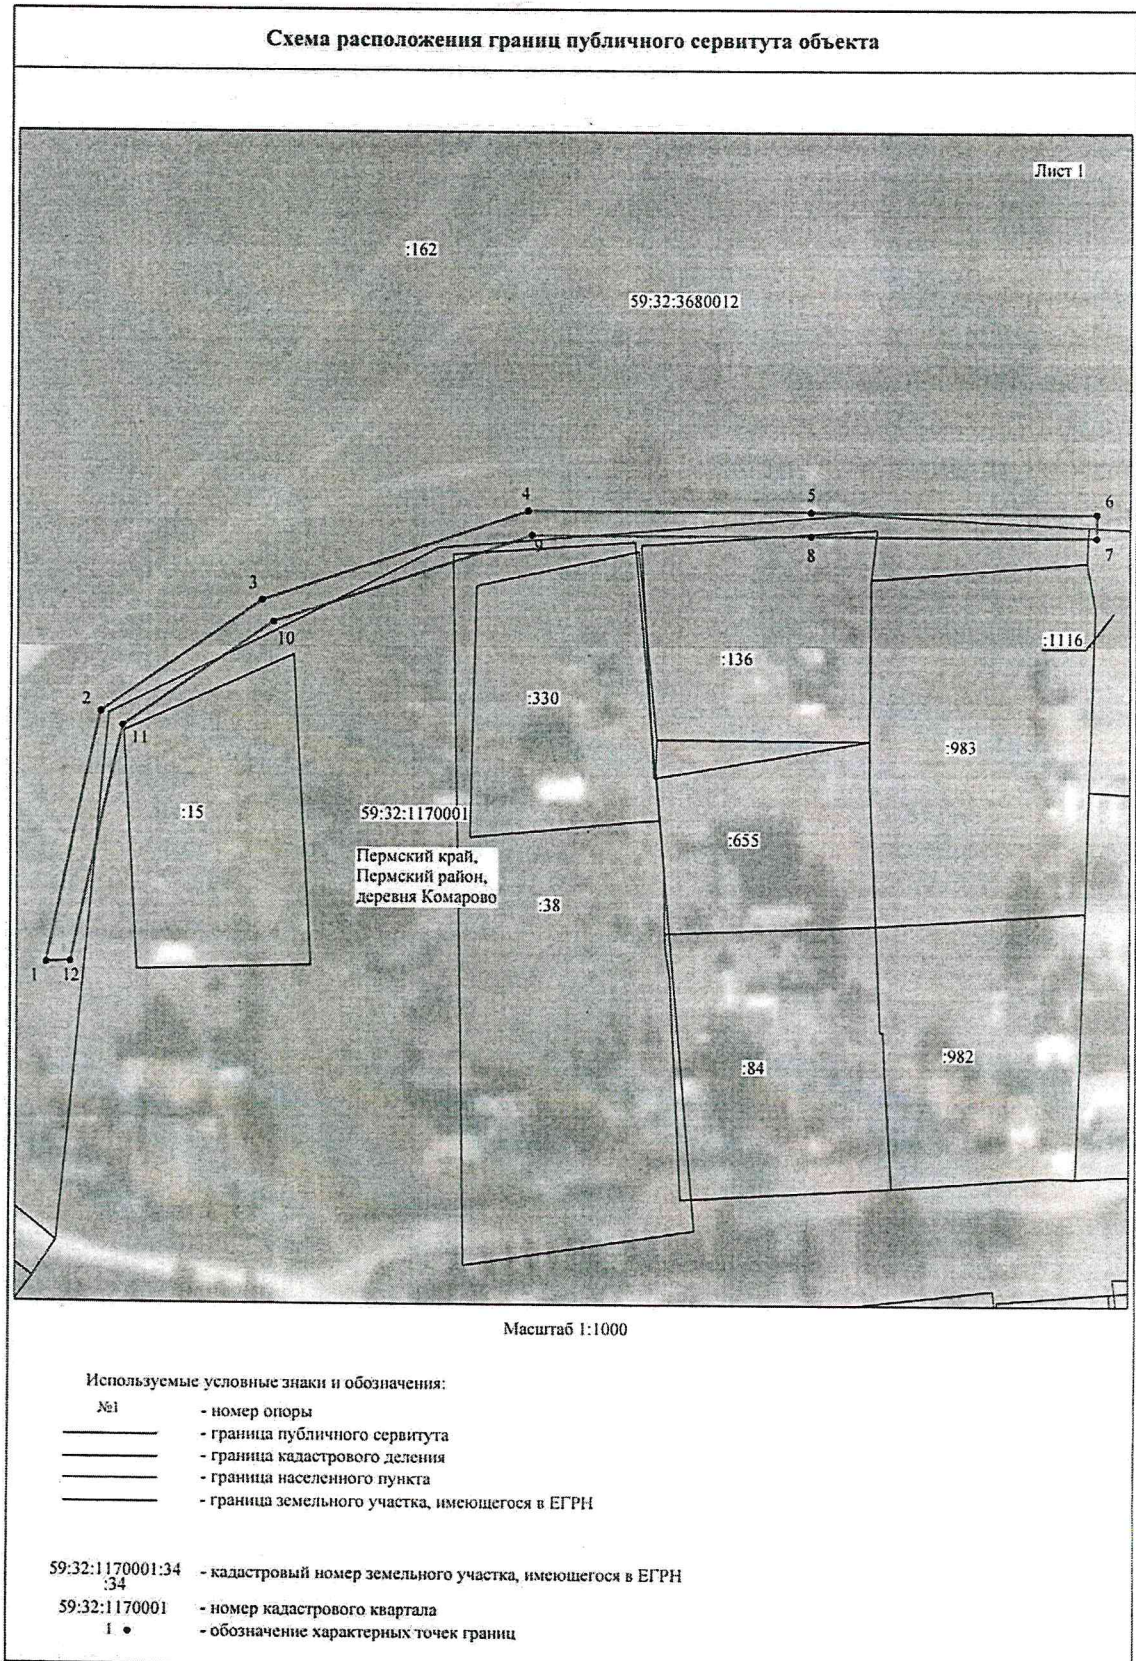 Схема расположения границ публичного сервитута объекта
Лист 1
:162
59:32:3680012
4
5
6
9
8
7
3
10
:1116
:136
2
:330
11
:983
:15
59:32:1170001
:655
Пермский край,
Пермский район,
деревня Комарово
:38
1
12
:84
:982
Масштаб 1:1000
Используемые условные знаки и обозначения:
№1 - номер опоры
- граница публичного сервитута
- граница кадастрового деления
- граница населенного пункта
- граница земельного участка, имеющегося в ЕГРН
59:32:1170001:34 - кадастровый номер земельного участка, имеющегося в ЕГРН
:34
59:32:1170001 - номер кадастрового квартала
1 • - обозначение характерных точек границ